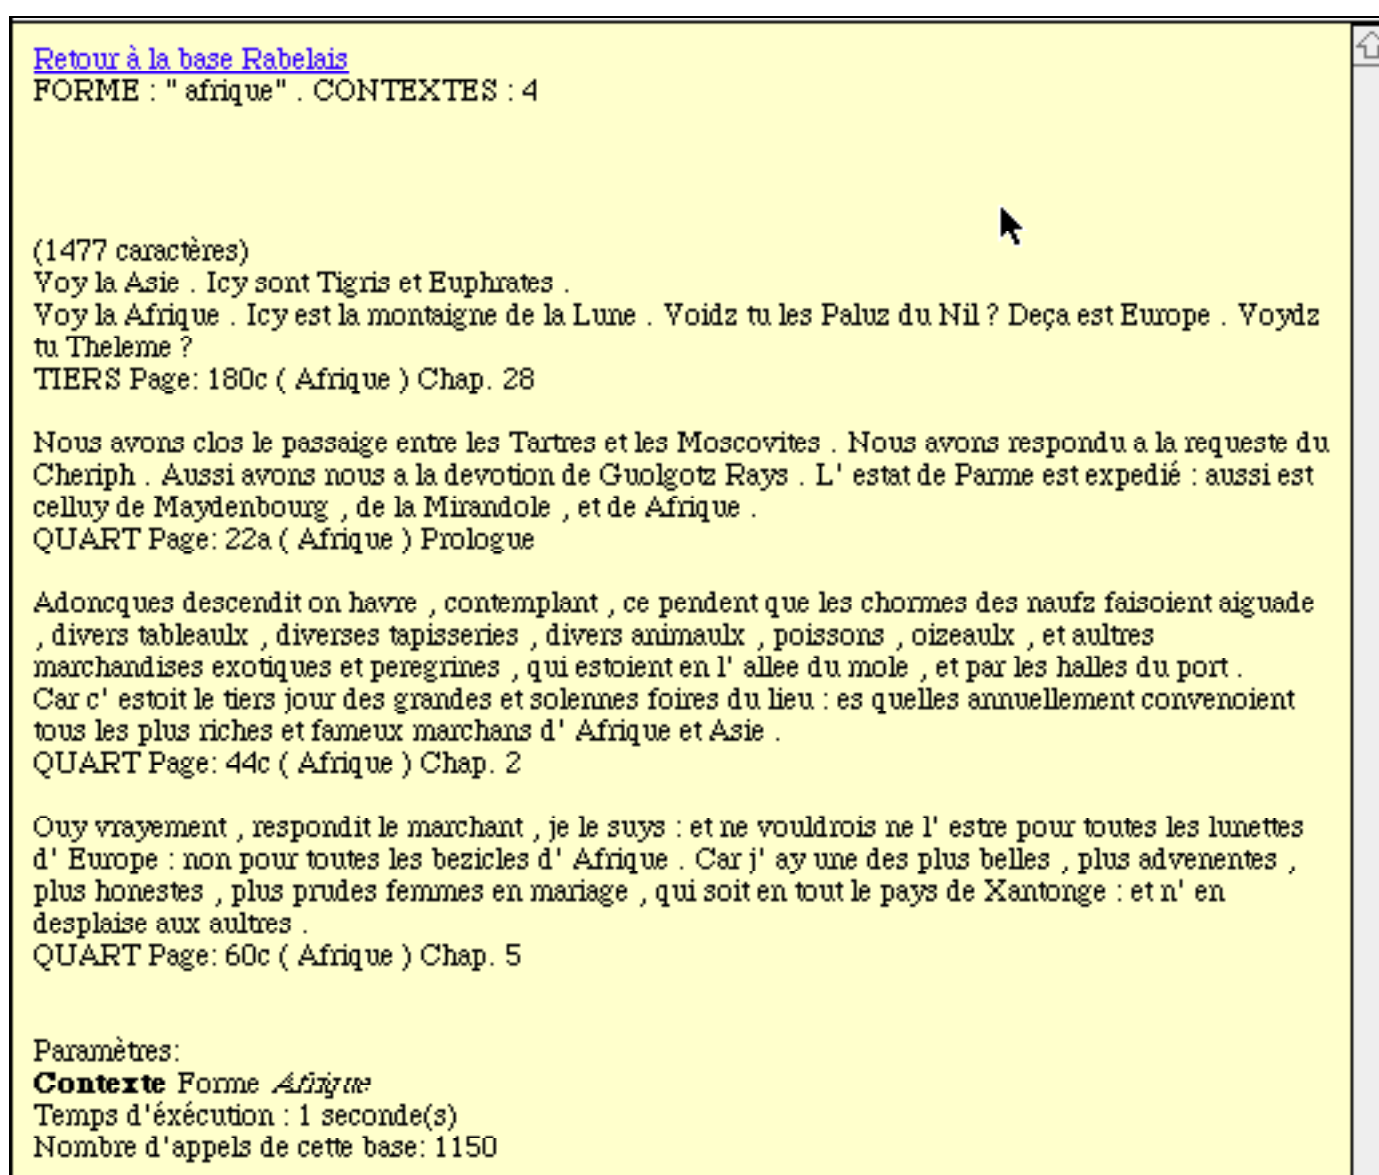 Retour à la base Rabelais
FORME : " afrique" . CONTEXTES : 4
(1477 caractères)
Voy la Asie . Icy sont Tigris et Euphrates .
Voy la Afrique . Icy est la montaigne de la Lune . Voidz tu les Paluz du Nil ? Deça est Europe . Voydz
tu Theleme ?
TIERS Page: 180c ( Afrique ) Chap. 28
Nous avons clos le passaige entre les Tartres et les Moscovites . Nous avons respondu a la requeste du
Cheriph . Aussi avons nous a la devotion de Guolgotz Rays . L' estat de Parme est expedié : aussi est
celluy de Maydenbourg , de la Mirandole , et de Afrique .
QUART Page: 22a ( Afrique ) Prologue
Adoncques descendit on havre , contemplant , ce pendent que les chormes des naufz faisoient aiguade
, divers tableaulx , diverses tapisseries , divers animaulx , poissons , oizeaulx , et aultres
marchandises exotiques et peregrines , qui estoient en l' allee du mole , et par les halles du port .
Car c' estoit le tiers jour des grandes et solennes foires du lieu : es quelles annuellement convenoient
tous les plus riches et fameux marchans d' Afrique et Asie .
QUART Page: 44c ( Afrique ) Chap. 2
Ouy vrayement , respondit le marchant , je le suys : et ne vouldrois ne l' estre pour toutes les lunettes
d' Europe : non pour toutes les bezicles d' Afrique . Car j' ay une des plus belles , plus advenentes ,
plus honestes , plus prudes femmes en mariage , qui soit en tout le pays de Xantonge : et n' en
desplaise aux aultres .
QUART Page: 60c ( Afrique ) Chap. 5
Paramètres:
Contexte Forme Afrique
Temps d'éxécution : 1 seconde(s)
Nombre d'appels de cette base: 1150